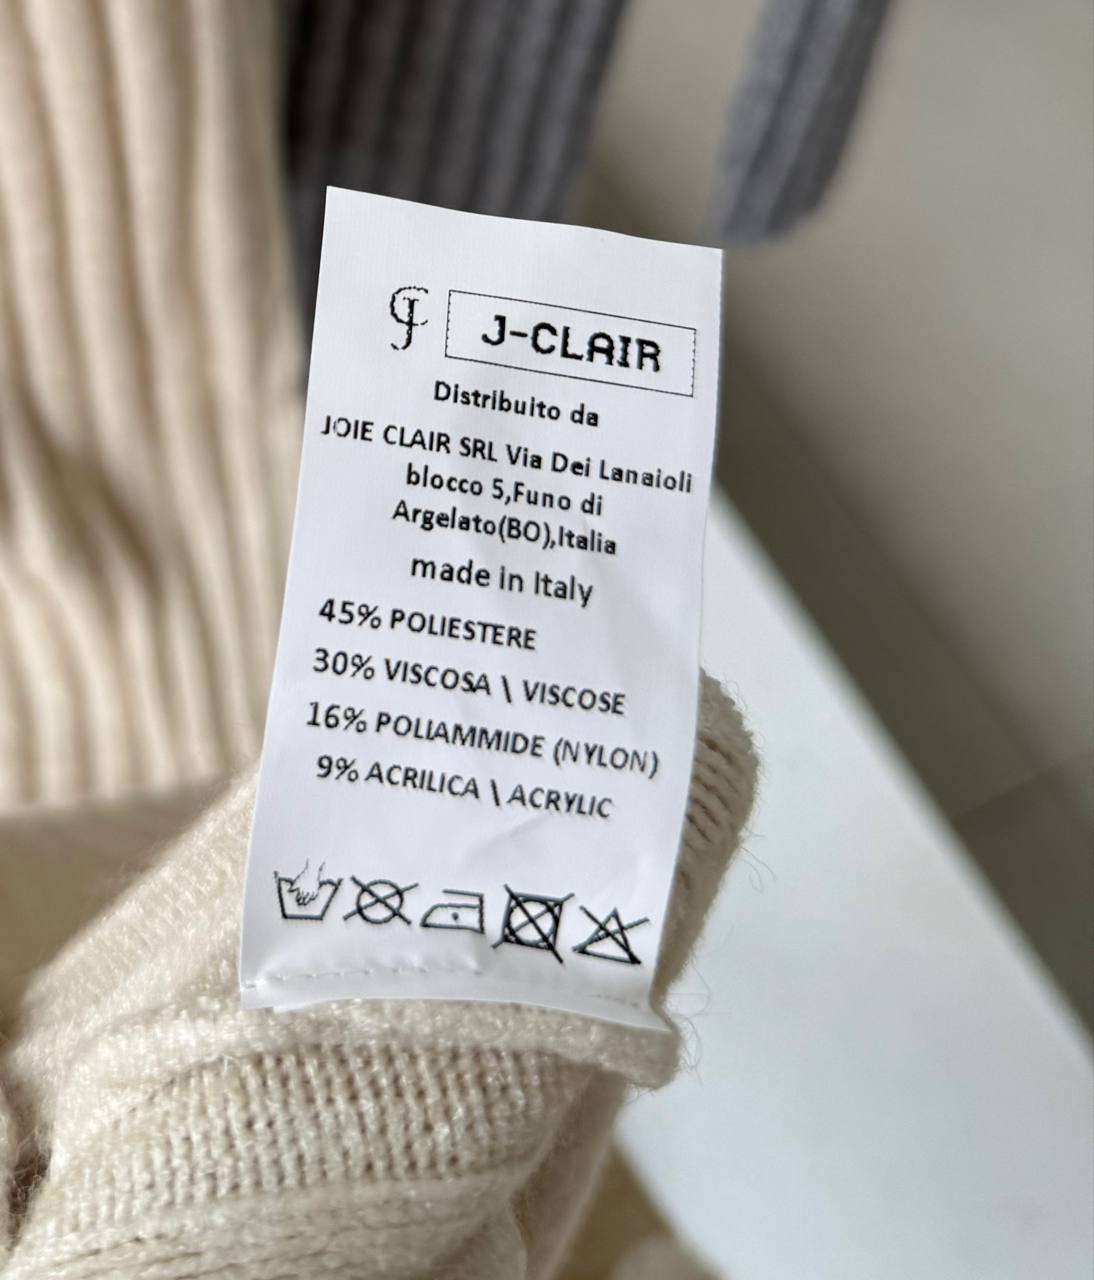 J-CLAIR
Distribuito da
JOIE CLAIR SRL Via Dei Lanaioli
blocco 5,Funo di
Argelato(BO),Italia
made in Italy
45% POLIESTERE
30% VISCOSA \ VISCOSE
16% POLIAMMIDE (NYLON)
9% ACRILICA \ ACRYLIC